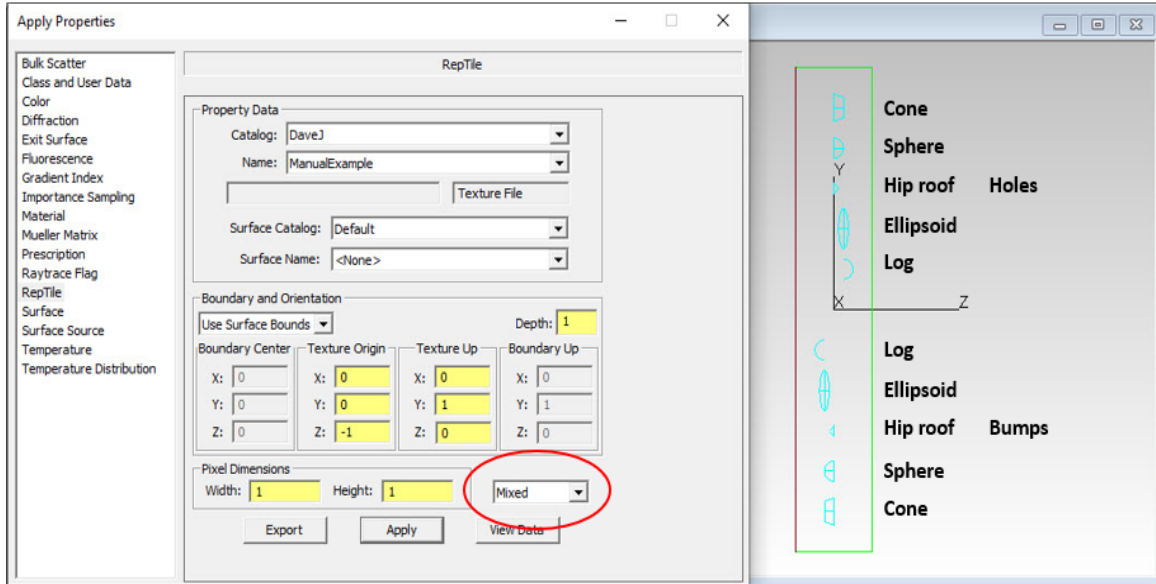 Apply Properties
Bulk Scatter
Class and User Data
Color
Diffraction
Exit Surface
Fluorescence
Gradient Index
Importance Sampling
Material
Mueller Matrix
Prescription
Raytrace Flag
RepTile
Surface
Surface Source
Temperature
Temperature Distribution
RepTile
Property Data
Catalog: DaveJ
Name: ManualExample
Texture File
Surface Catalog: Default
Surface Name: <None>
Boundary and Orientation
Use Surface Bounds Depth: 1
Boundary Center Texture Origin Texture Up Boundary Up
X: 0 X: 0 X: 0 X: 0
Y: 0 Y: 0 Y: 1 Y: 1
Z: 0 Z: -1 Z: 0 Z: 0
Pixel Dimensions
Width: 1 Height: 1 Mixed
Export Apply View Data
Cone
Sphere
Y
Hip roof Holes
Ellipsoid
Log
X Z
Log
Ellipsoid
Hip roof Bumps
Sphere
Cone